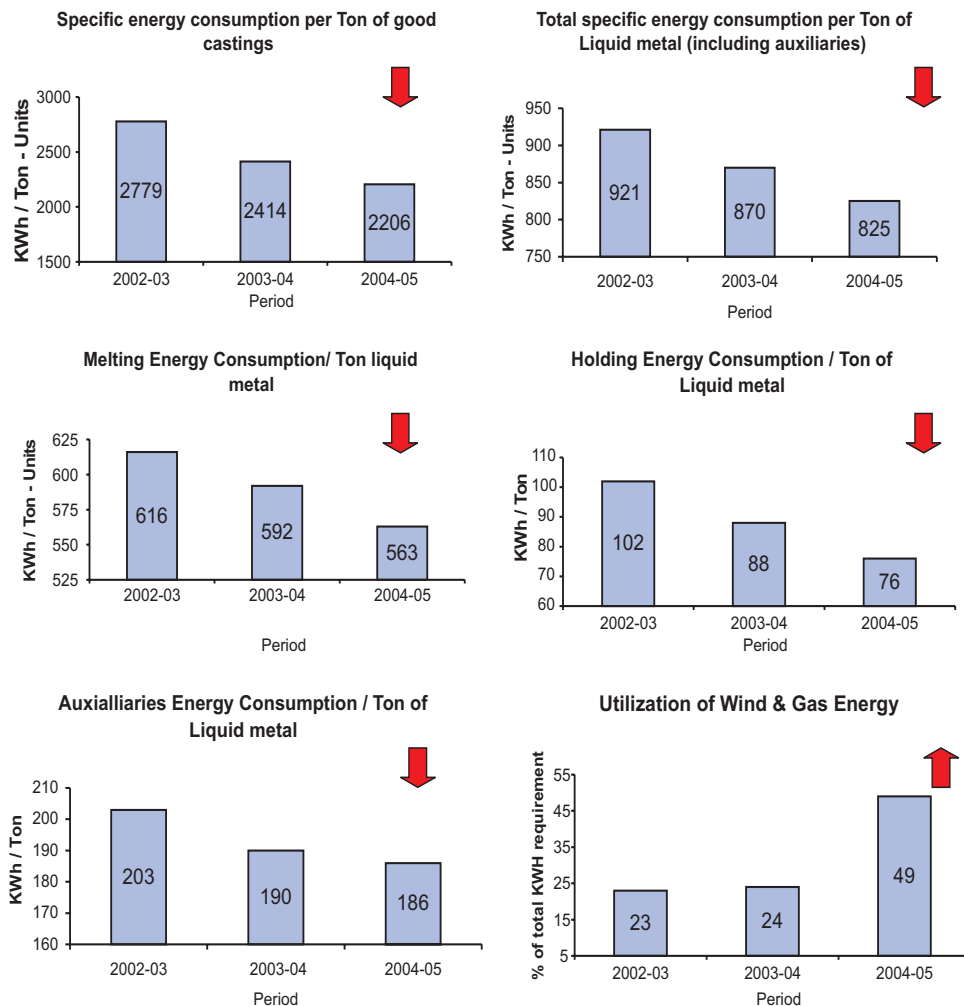 Specific energy consumption per Ton of good
castings
KWh / Ton - Units
3000
2500
2000
1500
2779
2414
2206
2002-03 2003-04 2004-05
Period
Total specific energy consumption per Ton of
Liquid metal (including auxiliaries)
KWh / Ton - Units
950
900
850
800
750
921
870
825
2002-03 2003-04 2004-05
Period
Melting Energy Consumption/ Ton liquid
metal
KWh / Ton - Units
625
600
575
550
525
616
592
563
2002-03 2003-04 2004-05
Period
Holding Energy Consumption / Ton of
Liquid metal
KWh / Ton
110
100
90
80
70
60
102
88
76
2002-03 2003-04 2004-05
Period
Auxialliaries Energy Consumption / Ton of
Liquid metal
KWh / Ton
210
200
190
180
170
160
203
190
186
2002-03 2003-04 2004-05
Period
Utilization of Wind & Gas Energy
% of total KWH requirement
55
45
35
25
15
5
23
24
49
2002-03 2003-04 2004-05
Period